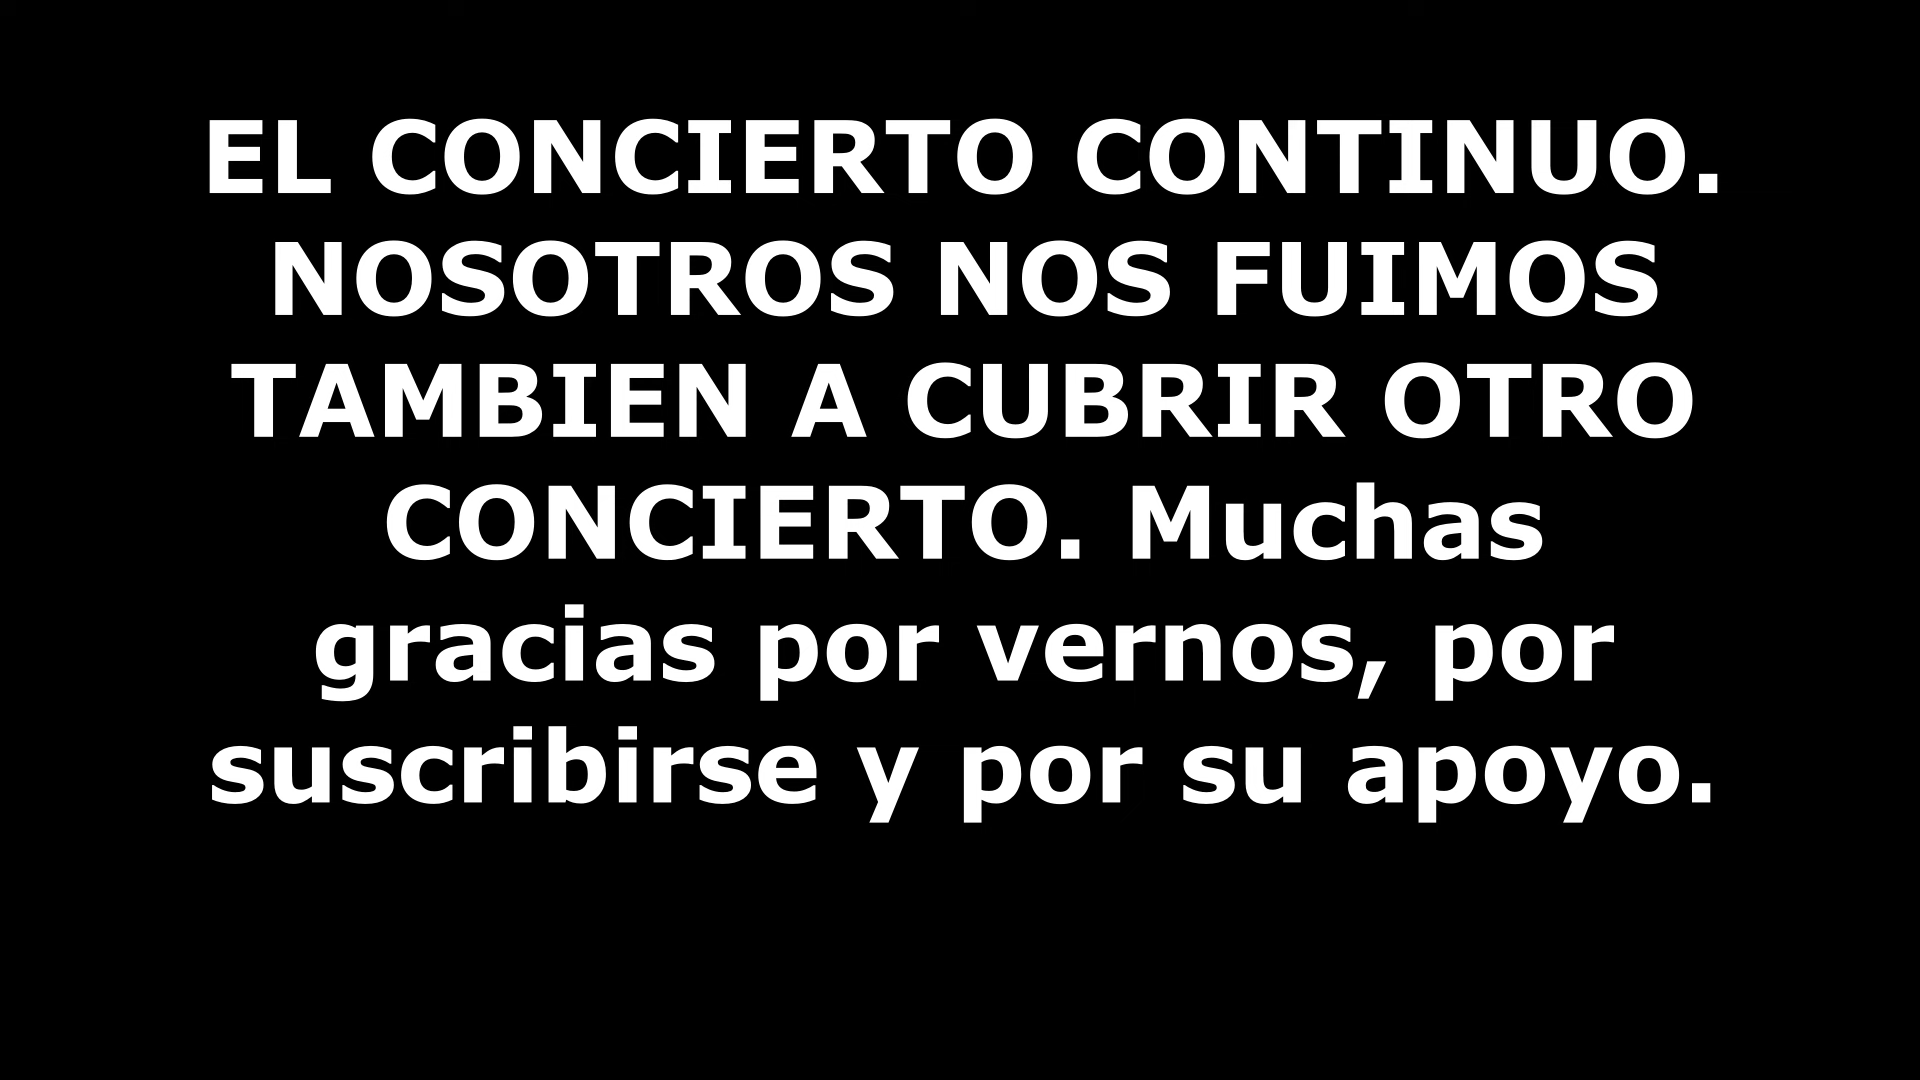 EL CONCIERTO CONTINUO.
NOSOTROS NOS FUIMOS
TAMBIEN A CUBRIR OTRO
CONCIERTO. Muchas
gracias por vernos, por
suscribirse y por su apoyo.